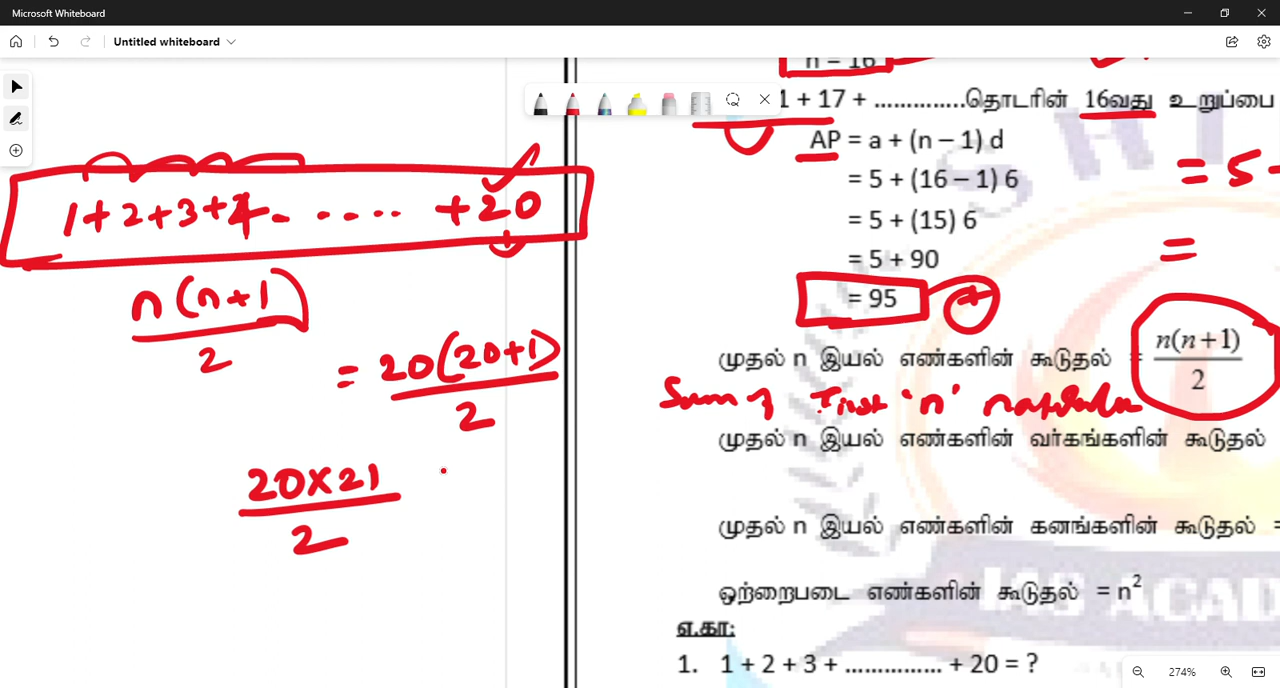 Microsoft Whiteboard
Untitled whiteboard
1+2+3+4 - ..... +20
n(n+1)
2
= 20(20+1)
2
20×21
2
1 + 17 + ..............தொடரின் 16வது உறுப்பை
AP = a + (n – 1) d
= 5 + (16 – 1) 6
= 5 + (15) 6
= 5 + 90
= 95
= 5
=
முதல் n இயல் எண்களின் கூடுதல் = n(n+1)
2
Sum of First 'n'
முதல் n இயல் எண்களின் வர்கங்களின் கூடுதல்
முதல் n இயல் எண்களின் கனங்களின் கூடுதல் =
ஒற்றைபடை எண்களின் கூடுதல் = n²
IAS ACAD
எ.கா:
1. 1 + 2 + 3 + ............... + 20 = ?
274%